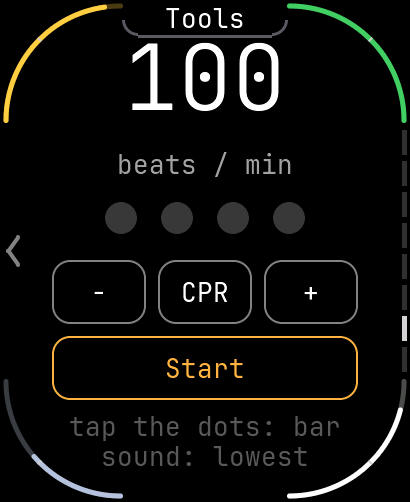 Tools
100
beats / min
- CPR +
Start
tap the dots: bar
sound: lowest